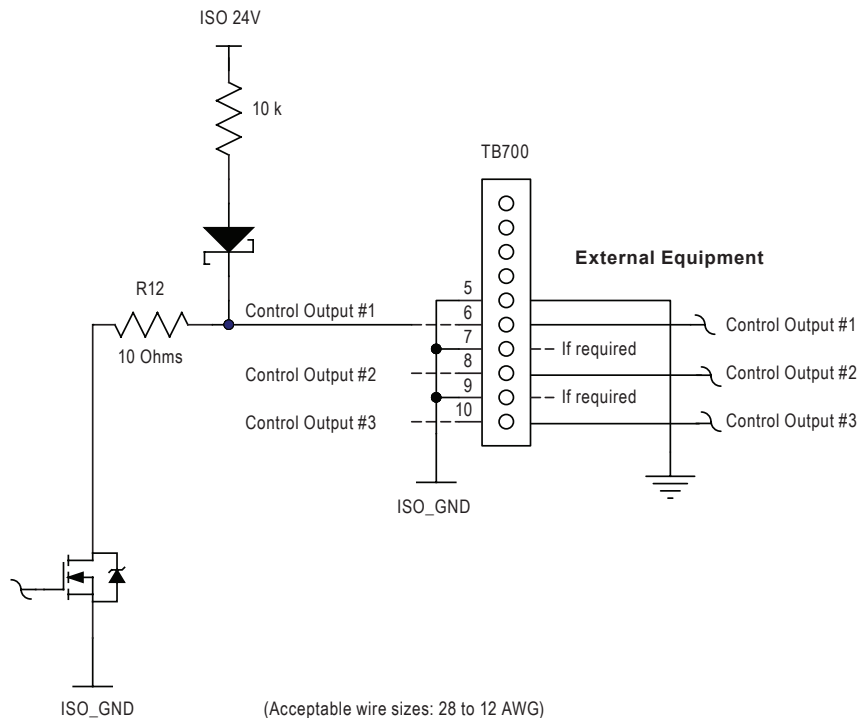 ISO 24V
10 k
TB700
External Equipment
R12
10 Ohms
Control Output #1
5
6
7
8
9
10
Control Output #1
If required
Control Output #2
Control Output #2
If required
Control Output #3
Control Output #3
ISO_GND
ISO_GND
(Acceptable wire sizes: 28 to 12 AWG)